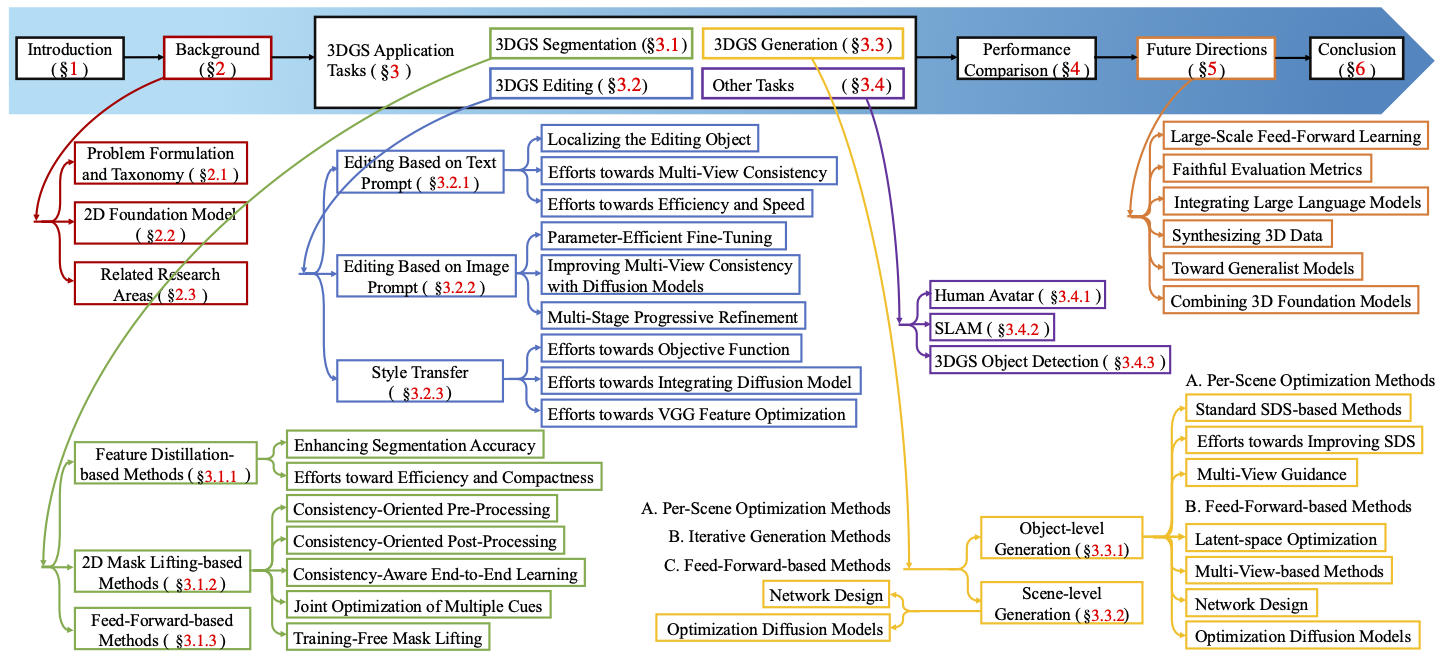 Introduction
(§1)
Background
(§2)
3DGS Application
Tasks (§3 )
3DGS Segmentation (§3.1)
3DGS Editing ( §3.2)
3DGS Generation (§3.3)
Other Tasks (§3.4)
Performance
Comparison (§4)
Future Directions
( §5)
Conclusion
(§6)
Problem Formulation
and Taxonomy (§2.1 )
2D Foundation Model
( §2.2)
Related Research
Areas (§2.3 )
Editing Based on Text
Prompt ( §3.2.1 )
Localizing the Editing Object
Efforts towards Multi-View Consistency
Efforts towards Efficiency and Speed
Editing Based on Image
Prompt ( §3.2.2 )
Parameter-Efficient Fine-Tuning
Improving Multi-View Consistency
with Diffusion Models
Multi-Stage Progressive Refinement
Style Transfer
( §3.2.3)
Efforts towards Objective Function
Efforts towards Integrating Diffusion Model
Efforts towards VGG Feature Optimization
Human Avatar ( §3.4.1 )
SLAM ( §3.4.2 )
3DGS Object Detection ( §3.4.3 )
Large-Scale Feed-Forward Learning
Faithful Evaluation Metrics
Integrating Large Language Models
Synthesizing 3D Data
Toward Generalist Models
Combining 3D Foundation Models
Feature Distillation-
based Methods ( §3.1.1 )
Enhancing Segmentation Accuracy
Efforts toward Efficiency and Compactness
2D Mask Lifting-based
Methods ( §3.1.2 )
Consistency-Oriented Pre-Processing
Consistency-Oriented Post-Processing
Consistency-Aware End-to-End Learning
Joint Optimization of Multiple Cues
Training-Free Mask Lifting
Feed-Forward-based
Methods ( §3.1.3 )
A. Per-Scene Optimization Methods
B. Iterative Generation Methods
C. Feed-Forward-based Methods
Network Design
Optimization Diffusion Models
Object-level
Generation ( §3.3.1)
Scene-level
Generation ( §3.3.2)
A. Per-Scene Optimization Methods
Standard SDS-based Methods
Efforts towards Improving SDS
Multi-View Guidance
B. Feed-Forward-based Methods
Latent-space Optimization
Multi-View-based Methods
Network Design
Optimization Diffusion Models